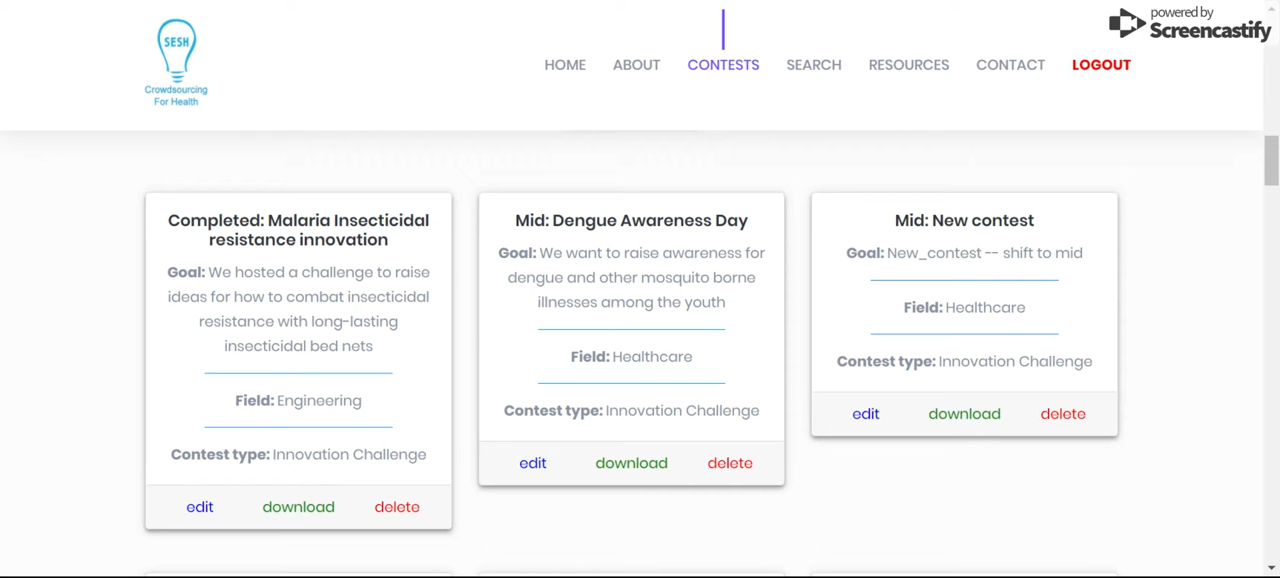 powered by
Screencastify
SESH
Crowdsourcing
For Health
HOME ABOUT CONTESTS SEARCH RESOURCES CONTACT LOGOUT
Completed: Malaria Insecticidal
resistance innovation
Goal: We hosted a challenge to raise
ideas for how to combat insecticidal
resistance with long-lasting
insecticidal bed nets
Field: Engineering
Contest type: Innovation Challenge
edit download delete
Mid: Dengue Awareness Day
Goal: We want to raise awareness for
dengue and other mosquito borne
illnesses among the youth
Field: Healthcare
Contest type: Innovation Challenge
edit download delete
Mid: New contest
Goal: New_contest -- shift to mid
Field: Healthcare
Contest type: Innovation Challenge
edit download delete